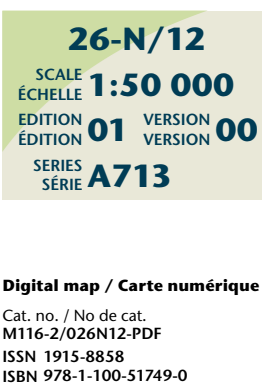 26-N/12
SCALE
ÉCHELLE 1:50 000
EDITION
ÉDITION 01 VERSION
VERSION 00
SERIES
SÉRIE A713
Digital map / Carte numérique
Cat. no. / No de cat.
M116-2/026N12-PDF
ISSN 1915-8858
ISBN 978-1-100-51749-0